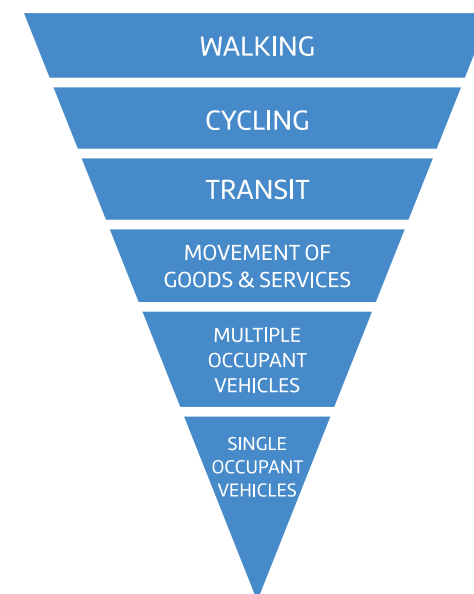 WALKING
CYCLING
TRANSIT
MOVEMENT OF
GOODS & SERVICES
MULTIPLE
OCCUPANT
VEHICLES
SINGLE
OCCUPANT
VEHICLES